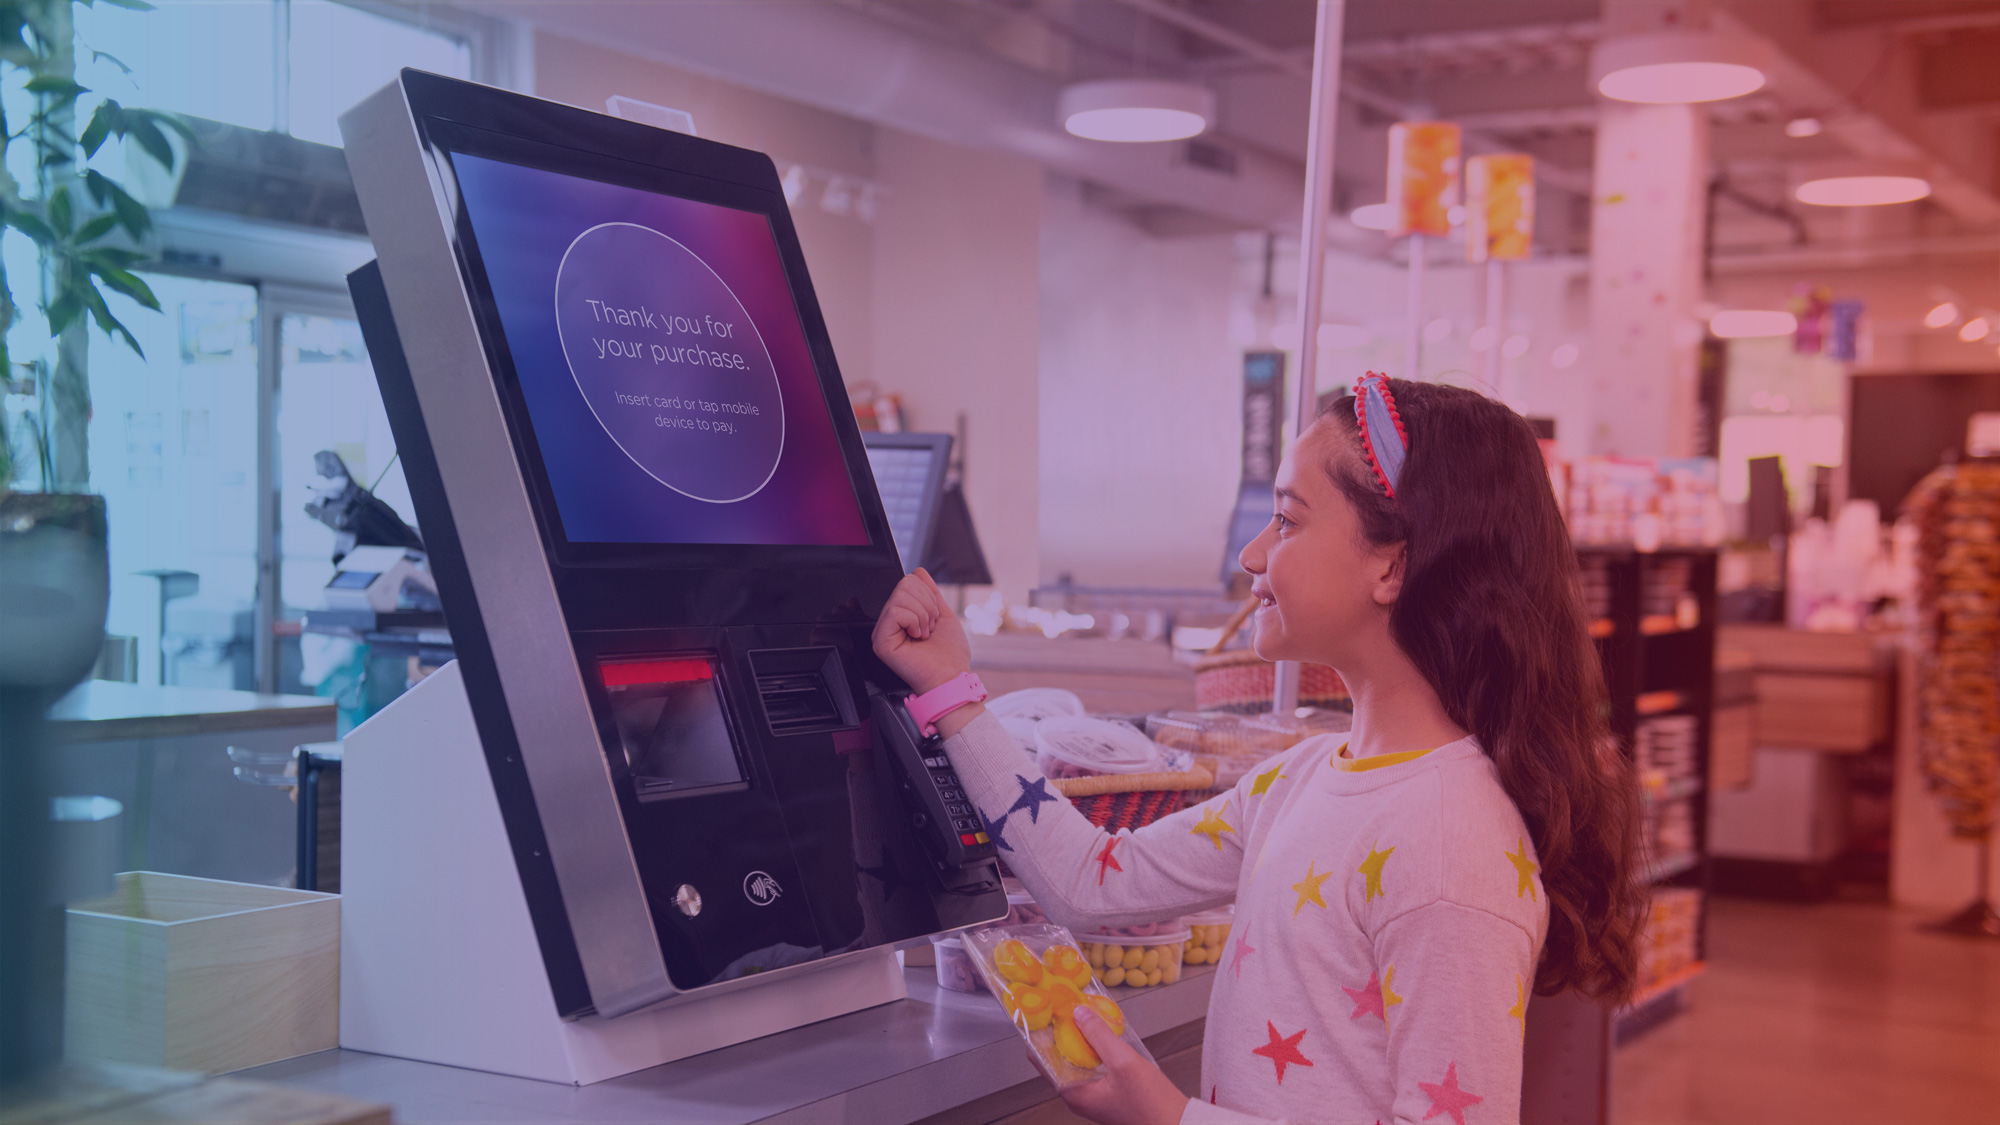 Thank you for
your purchase.
Insert card or tap mobile
device to pay.